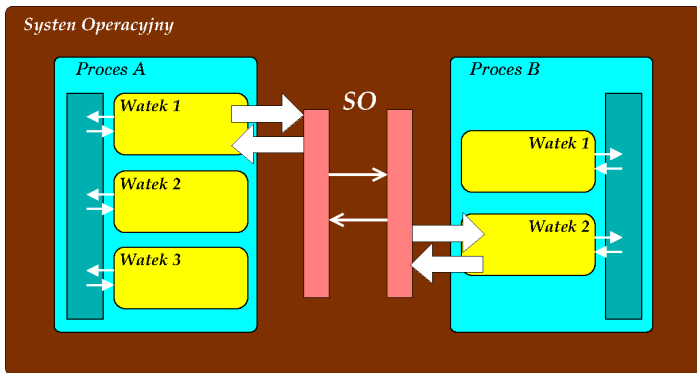 Systen Operacyjny
Proces A
SO
Proces B
Watek 1
Watek 2
Watek 3
Watek 1
Watek 2